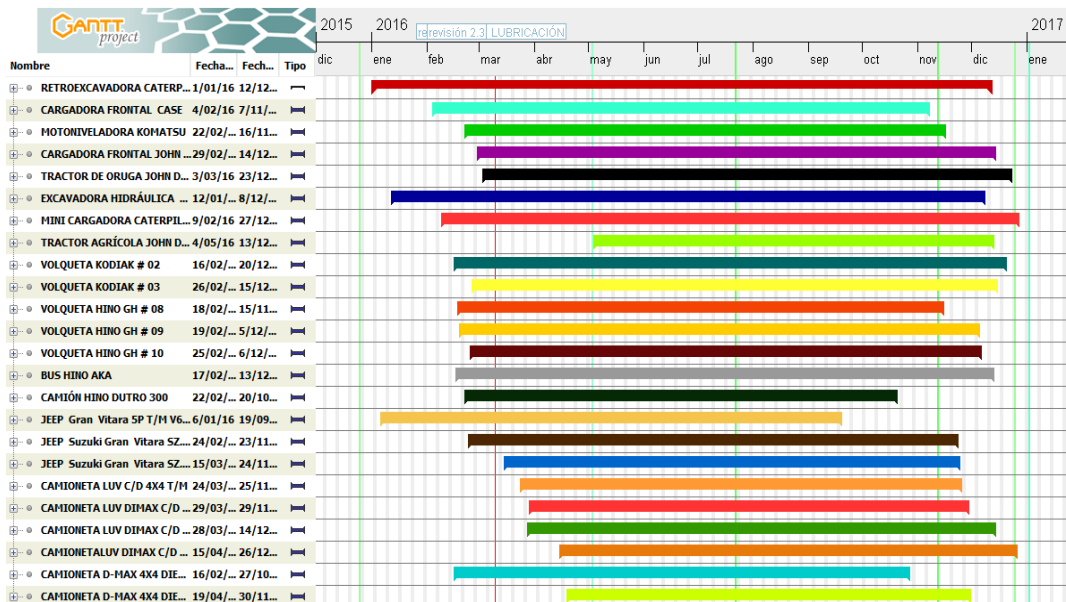 GANTT
project
2015 2016 2017
re revisión 2.3 LUBRICACIÓN
Nombre Fecha... Fech... Tipo dic ene feb mar abr may jun jul ago sep oct nov dic ene
RETROEXCAVADORA CATERP... 1/01/16 12/12...
CARGADORA FRONTAL CASE 4/02/16 7/11/...
MOTONIVELADORA KOMATSU 22/02/... 16/11...
CARGADORA FRONTAL JOHN ... 29/02/... 14/12...
TRACTOR DE ORUGA JOHN D... 3/03/16 23/12...
EXCAVADORA HIDRÁULICA ... 12/01/... 8/12/...
MINI CARGADORA CATERPIL... 9/02/16 27/12...
TRACTOR AGRÍCOLA JOHN D... 4/05/16 13/12...
VOLQUETA KODIAK # 02 16/02/... 20/12...
VOLQUETA KODIAK # 03 26/02/... 15/12...
VOLQUETA HINO GH # 08 18/02/... 15/11...
VOLQUETA HINO GH # 09 19/02/... 5/12/...
VOLQUETA HINO GH # 10 25/02/... 6/12/...
BUS HINO AKA 17/02/... 13/12...
CAMIÓN HINO DUTRO 300 22/02/... 20/10...
JEEP Gran Vitara 5P T/M V6... 6/01/16 19/09...
JEEP Suzuki Gran Vitara SZ.... 24/02/... 23/11...
JEEP Suzuki Gran Vitara SZ.... 15/03/... 24/11...
CAMIONETA LUV C/D 4X4 T/M 24/03/... 25/11...
CAMIONETA LUV DIMAX C/D ... 29/03/... 29/11...
CAMIONETA LUV DIMAX C/D ... 28/03/... 14/12...
CAMIONETALUV DIMAX C/D ... 15/04/... 26/12...
CAMIONETA D-MAX 4X4 DIE... 16/02/... 27/10...
CAMIONETA D-MAX 4X4 DIE... 19/04/... 30/11...